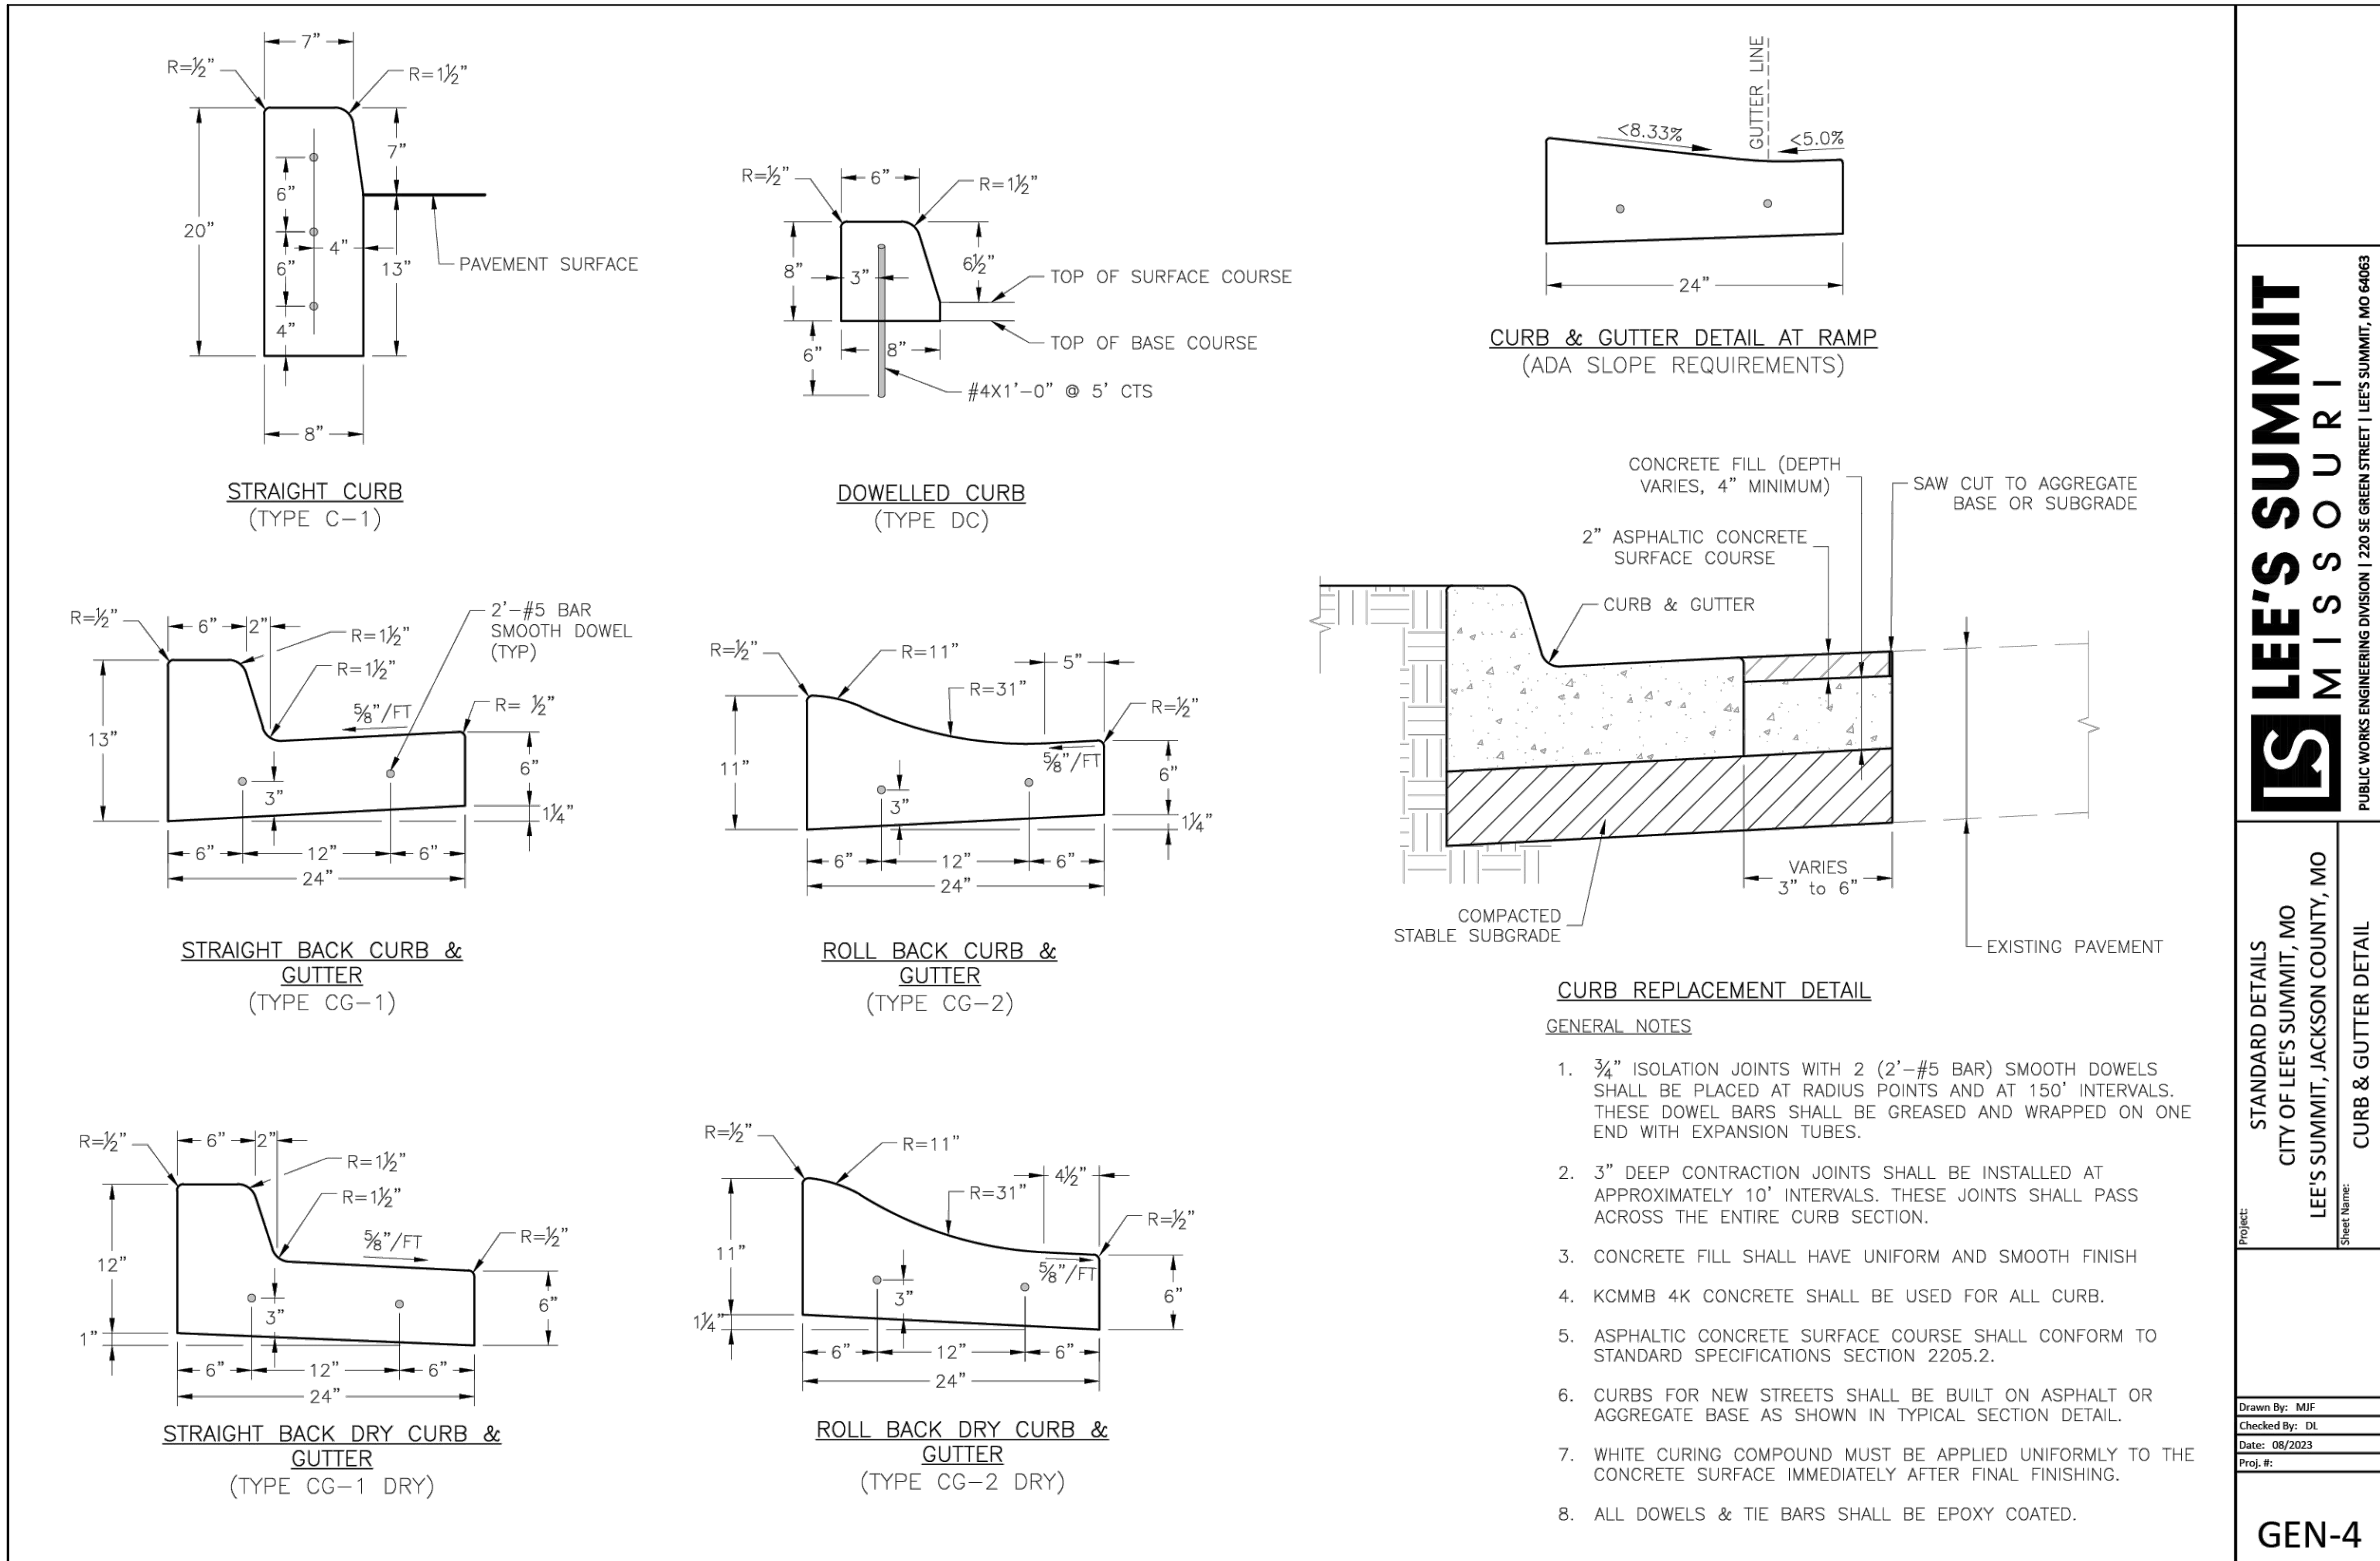 7”
R=½”
R=1½”
20”
7”
6”
6”
4”
4”
13”
PAVEMENT SURFACE
8”
STRAIGHT CURB
(TYPE C–1)
R=½”
6”
R=1½”
8”
3”
6½”
TOP OF SURFACE COURSE
TOP OF BASE COURSE
6”
8”
#4X1’–0” @ 5’ CTS
DOWELLED CURB
(TYPE DC)
GUTTER LINE
<8.33%
<5.0%
24”
CURB & GUTTER DETAIL AT RAMP
(ADA SLOPE REQUIREMENTS)
R=½”
6”
2”
R=1½”
R=1½”
2’–#5 BAR
SMOOTH DOWEL
(TYP)
⅝”/FT
R= ½”
13”
3”
6”
1¼”
6”
12”
6”
24”
STRAIGHT BACK CURB &
GUTTER
(TYPE CG–1)
R=½”
R=11”
R=31”
5”
R=½”
⅝”/FT
11”
3”
6”
1¼”
6”
12”
6”
24”
ROLL BACK CURB &
GUTTER
(TYPE CG–2)
CONCRETE FILL (DEPTH
VARIES, 4” MINIMUM)
SAW CUT TO AGGREGATE
BASE OR SUBGRADE
2” ASPHALTIC CONCRETE
SURFACE COURSE
CURB & GUTTER
VARIES
3” to 6”
COMPACTED
STABLE SUBGRADE
EXISTING PAVEMENT
CURB REPLACEMENT DETAIL
R=½”
6”
2”
R=1½”
R=1½”
⅝”/FT
R=½”
12”
1”
3”
6”
6”
12”
6”
24”
STRAIGHT BACK DRY CURB &
GUTTER
(TYPE CG–1 DRY)
R=½”
R=11”
R=31”
4½”
R=½”
⅝”/FT
11”
1¼”
3”
6”
6”
12”
6”
24”
ROLL BACK DRY CURB &
GUTTER
(TYPE CG–2 DRY)
GENERAL NOTES
1. ¾” ISOLATION JOINTS WITH 2 (2’–#5 BAR) SMOOTH DOWELS
SHALL BE PLACED AT RADIUS POINTS AND AT 150’ INTERVALS.
THESE DOWEL BARS SHALL BE GREASED AND WRAPPED ON ONE
END WITH EXPANSION TUBES.
2. 3” DEEP CONTRACTION JOINTS SHALL BE INSTALLED AT
APPROXIMATELY 10’ INTERVALS. THESE JOINTS SHALL PASS
ACROSS THE ENTIRE CURB SECTION.
3. CONCRETE FILL SHALL HAVE UNIFORM AND SMOOTH FINISH
4. KCMMB 4K CONCRETE SHALL BE USED FOR ALL CURB.
5. ASPHALTIC CONCRETE SURFACE COURSE SHALL CONFORM TO
STANDARD SPECIFICATIONS SECTION 2205.2.
6. CURBS FOR NEW STREETS SHALL BE BUILT ON ASPHALT OR
AGGREGATE BASE AS SHOWN IN TYPICAL SECTION DETAIL.
7. WHITE CURING COMPOUND MUST BE APPLIED UNIFORMLY TO THE
CONCRETE SURFACE IMMEDIATELY AFTER FINAL FINISHING.
8. ALL DOWELS & TIE BARS SHALL BE EPOXY COATED.
LS
LEE'S SUMMIT
MISSOURI
PUBLIC WORKS ENGINEERING DIVISION | 220 SE GREEN STREET | LEE'S SUMMIT, MO 64063
Project:
STANDARD DETAILS
CITY OF LEE'S SUMMIT, MO
LEE'S SUMMIT, JACKSON COUNTY, MO
Sheet Name:
CURB & GUTTER DETAIL
Drawn By: MJF
Checked By: DL
Date: 08/2023
Proj. #:
GEN-4